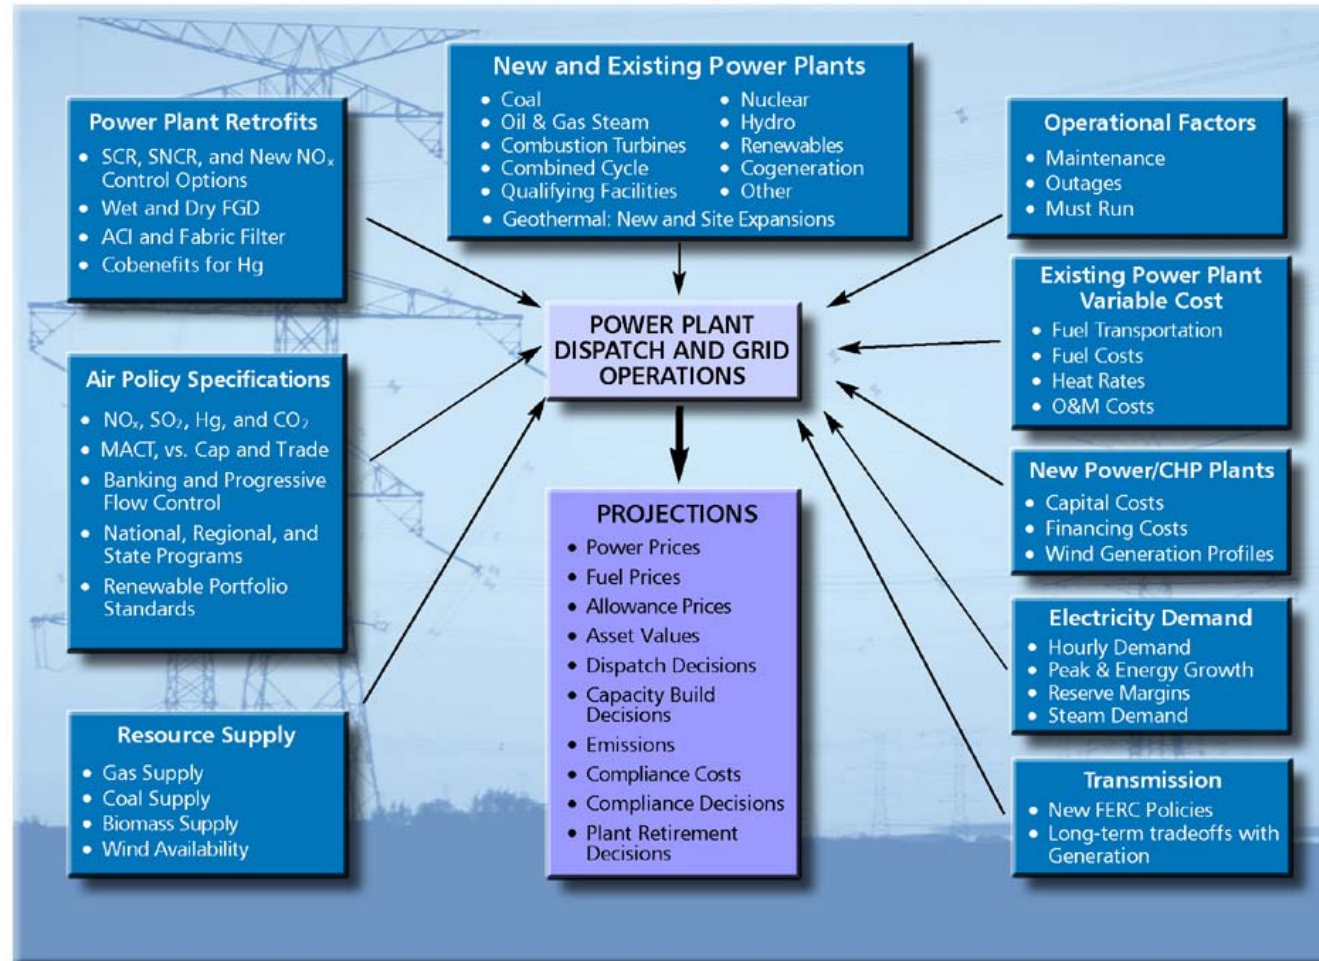 New and Existing Power Plants
• Coal
• Oil & Gas Steam
• Combustion Turbines
• Combined Cycle
• Qualifying Facilities
• Nuclear
• Hydro
• Renewables
• Cogeneration
• Other
• Geothermal: New and Site Expansions
Power Plant Retrofits
• SCR, SNCR, and New NOₓ
Control Options
• Wet and Dry FGD
• ACI and Fabric Filter
• Cobenefits for Hg
Air Policy Specifications
• NOₓ, SO₂, Hg, and CO₂
• MACT, vs. Cap and Trade
• Banking and Progressive
Flow Control
• National, Regional, and
State Programs
• Renewable Portfolio
Standards
Resource Supply
• Gas Supply
• Coal Supply
• Biomass Supply
• Wind Availability
POWER PLANT
DISPATCH AND GRID
OPERATIONS
PROJECTIONS
• Power Prices
• Fuel Prices
• Allowance Prices
• Asset Values
• Dispatch Decisions
• Capacity Build
Decisions
• Emissions
• Compliance Costs
• Compliance Decisions
• Plant Retirement
Decisions
Operational Factors
• Maintenance
• Outages
• Must Run
Existing Power Plant
Variable Cost
• Fuel Transportation
• Fuel Costs
• Heat Rates
• O&M Costs
New Power/CHP Plants
• Capital Costs
• Financing Costs
• Wind Generation Profiles
Electricity Demand
• Hourly Demand
• Peak & Energy Growth
• Reserve Margins
• Steam Demand
Transmission
• New FERC Policies
• Long-term tradeoffs with
Generation